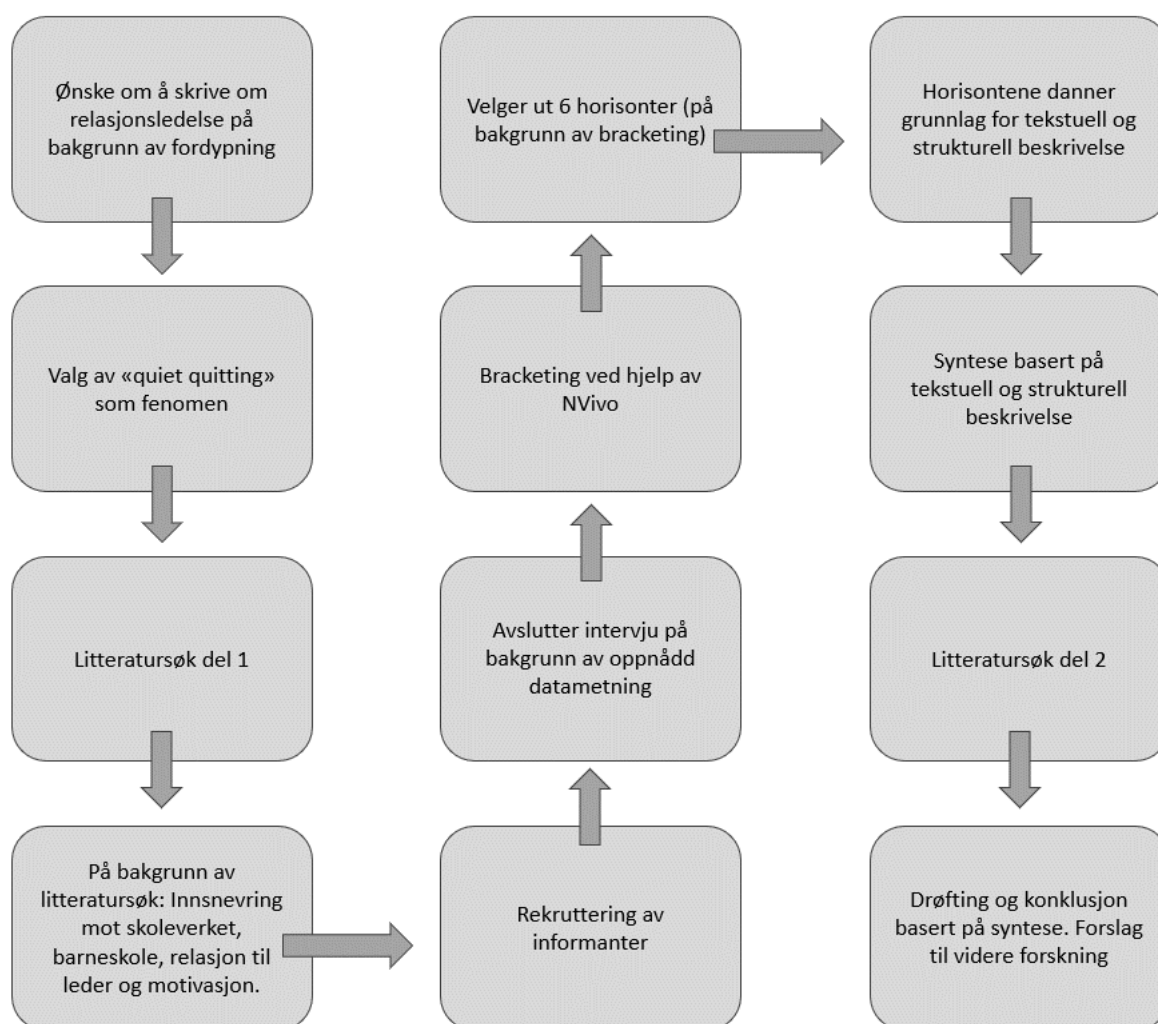 Ønske om å skrive om
relasjonsledelse på
bakgrunn av fordypning
Valg av «quiet quitting»
som fenomen
Litteratursøk del 1
På bakgrunn av
litteratursøk: Innsnevring
mot skoleverket,
barneskole, relasjon til
leder og motivasjon.
Rekruttering av
informanter
Avslutter intervju på
bakgrunn av oppnådd
datametning
Bracketing ved hjelp av
NVivo
Velger ut 6 horisonter (på
bakgrunn av bracketing)
Horisontene danner
grunnlag for tekstuell og
strukturell beskrivelse
Syntese basert på
tekstuell og strukturell
beskrivelse
Litteratursøk del 2
Drøfting og konklusjon
basert på syntese. Forslag
til videre forskning